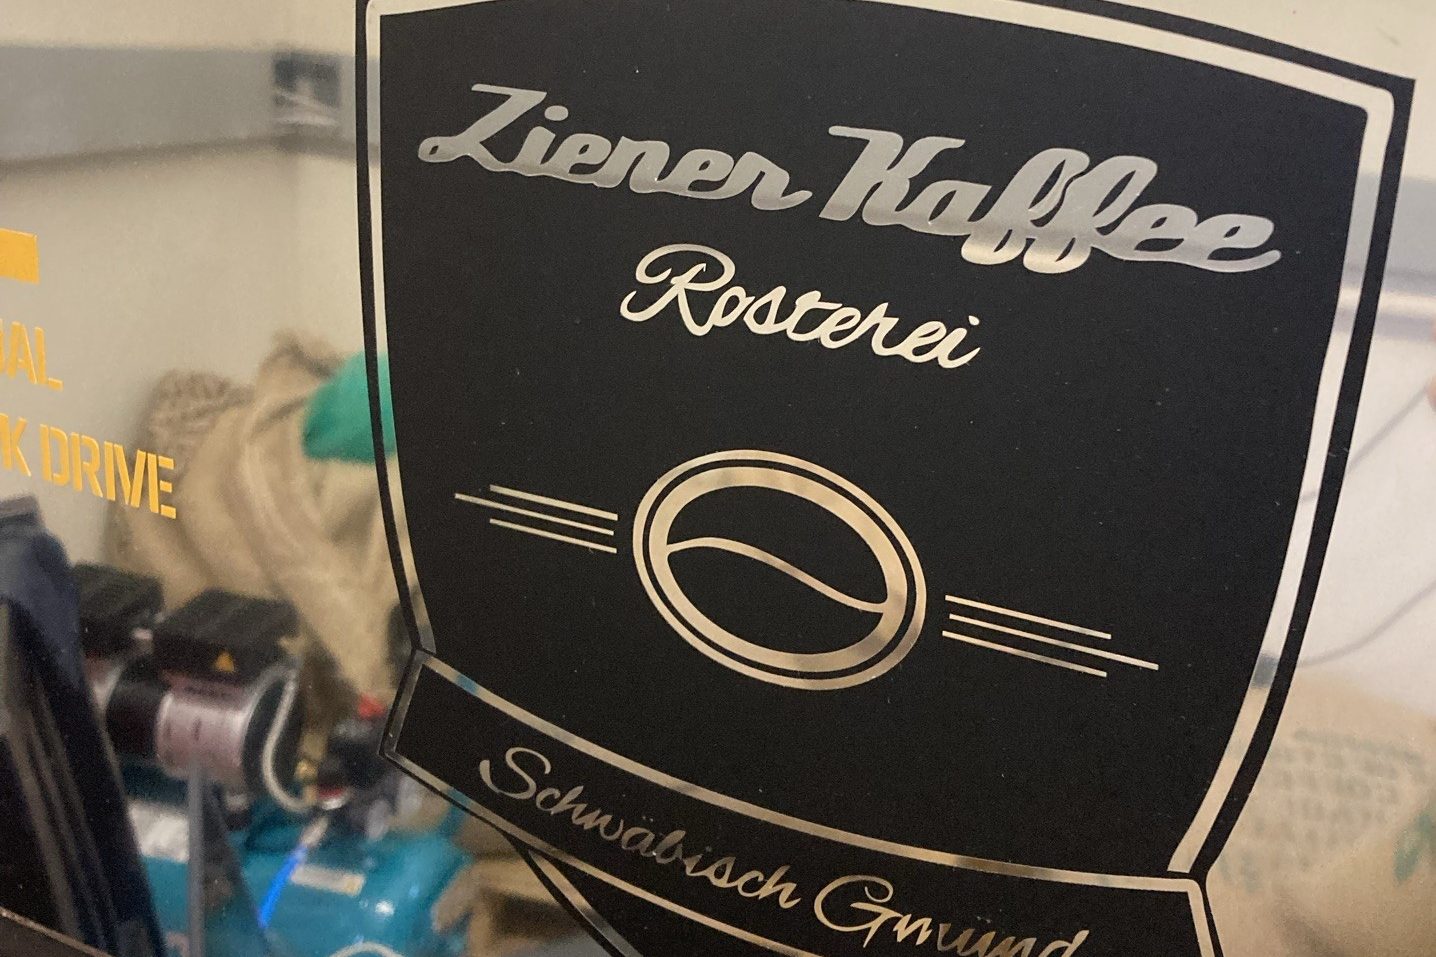 Ziener Kaffee
Rosterei
Schwäbisch Gmünd
DRIVE